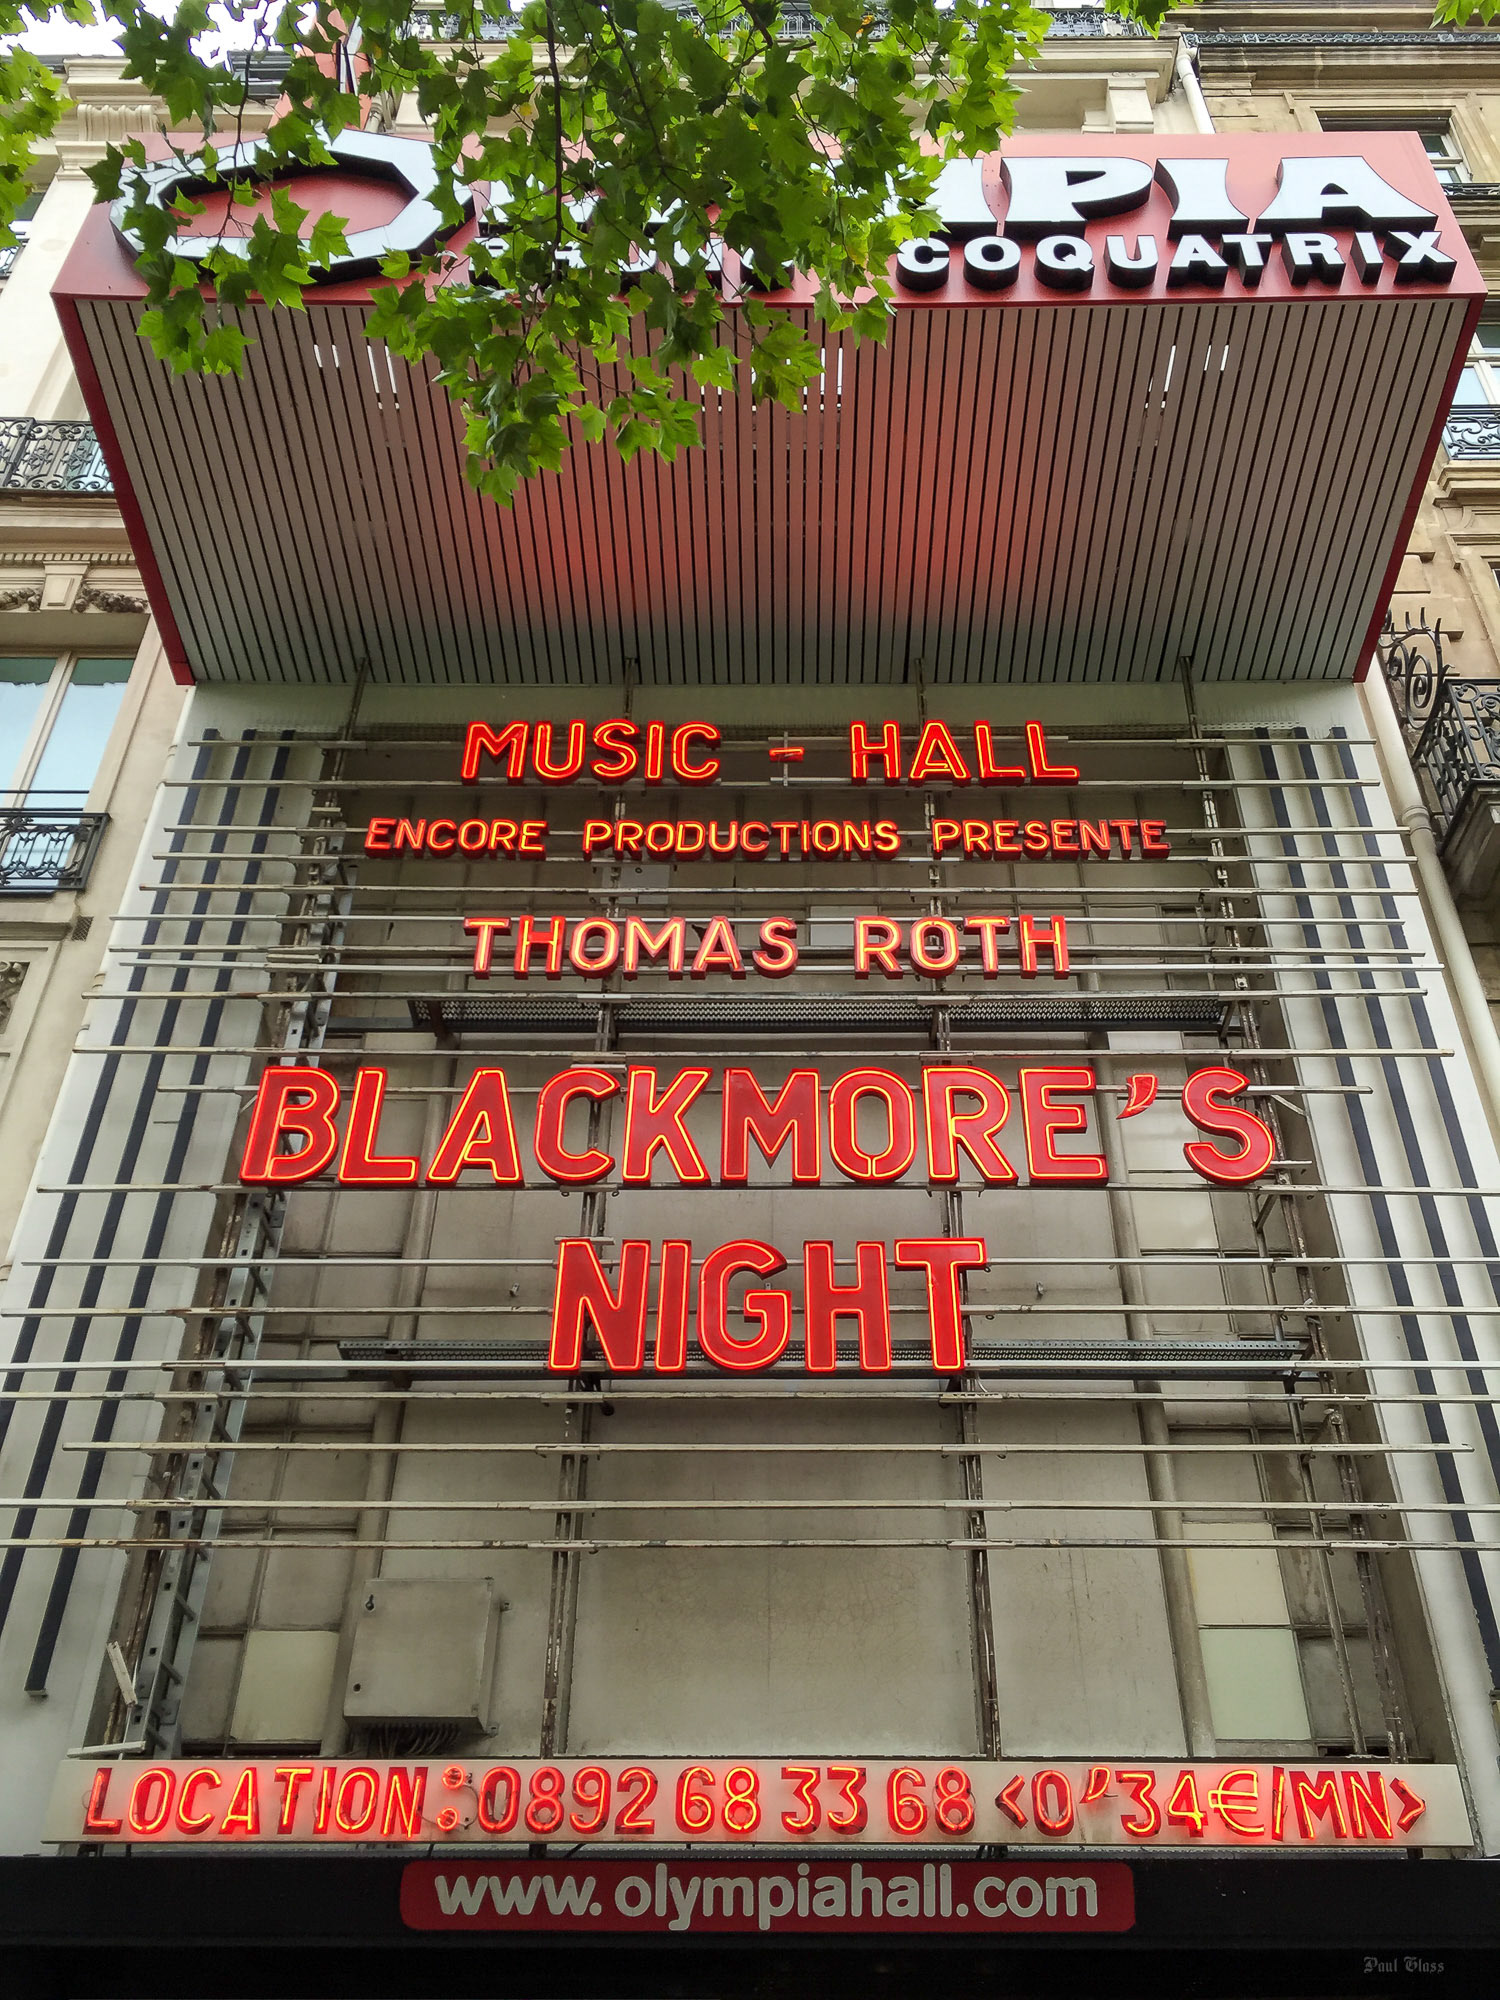 COQUATRIX
MUSIC - HALL
ENCORE PRODUCTIONS PRESENTE
THOMAS ROTH
BLACKMORE'S
NIGHT
LOCATION:0892 68 33 68 <0'34€/MN>
www.olympiahall.com
Paul Glass